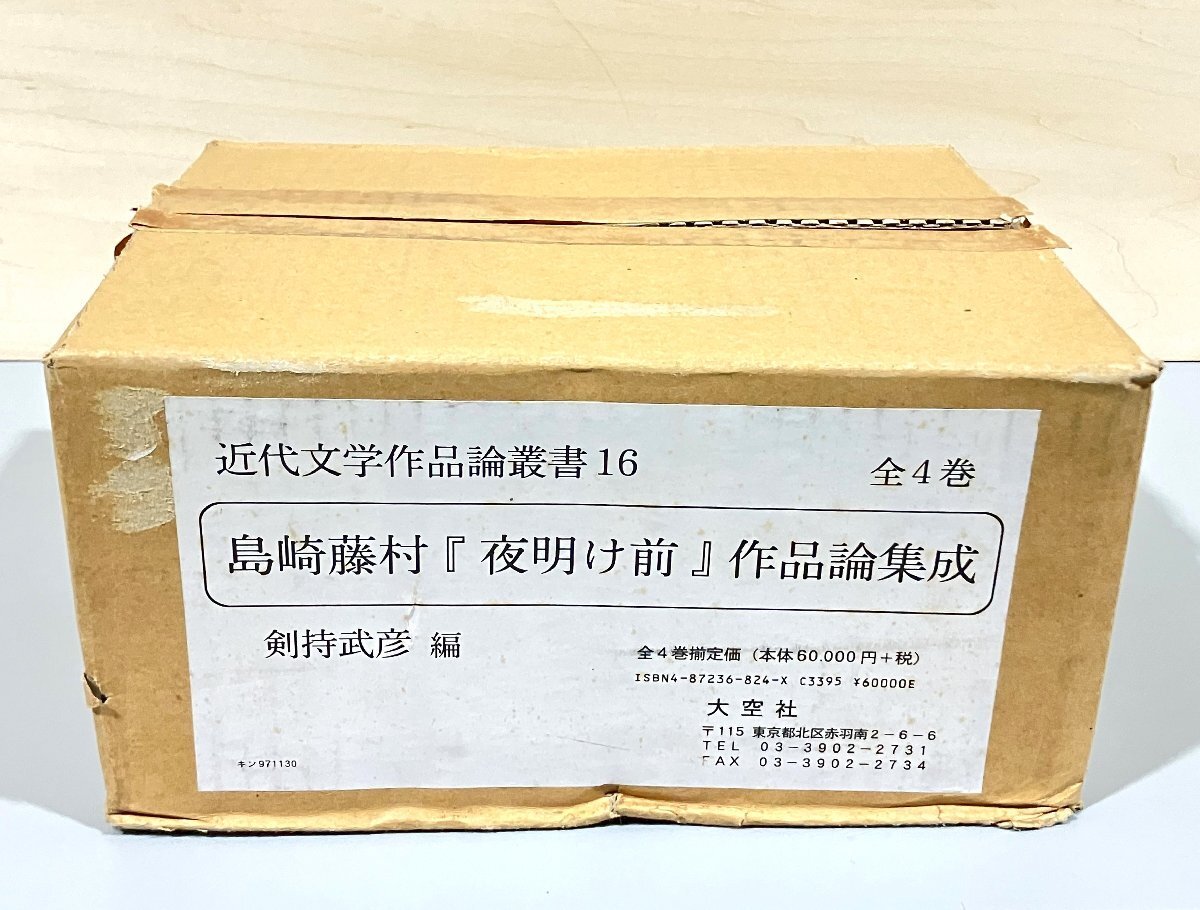 近代文学作品論叢書16
全4巻
島崎藤村『夜明け前』作品論集成
剣持武彦 編
全4巻揃定価（本体60.000円＋税）
ISBN4-87236-824-X C3395 ¥60000E
大空社
〒115 東京都北区赤羽南2－6－6
TEL 03－3902－2731
FAX 03－3902－2734
キン971130